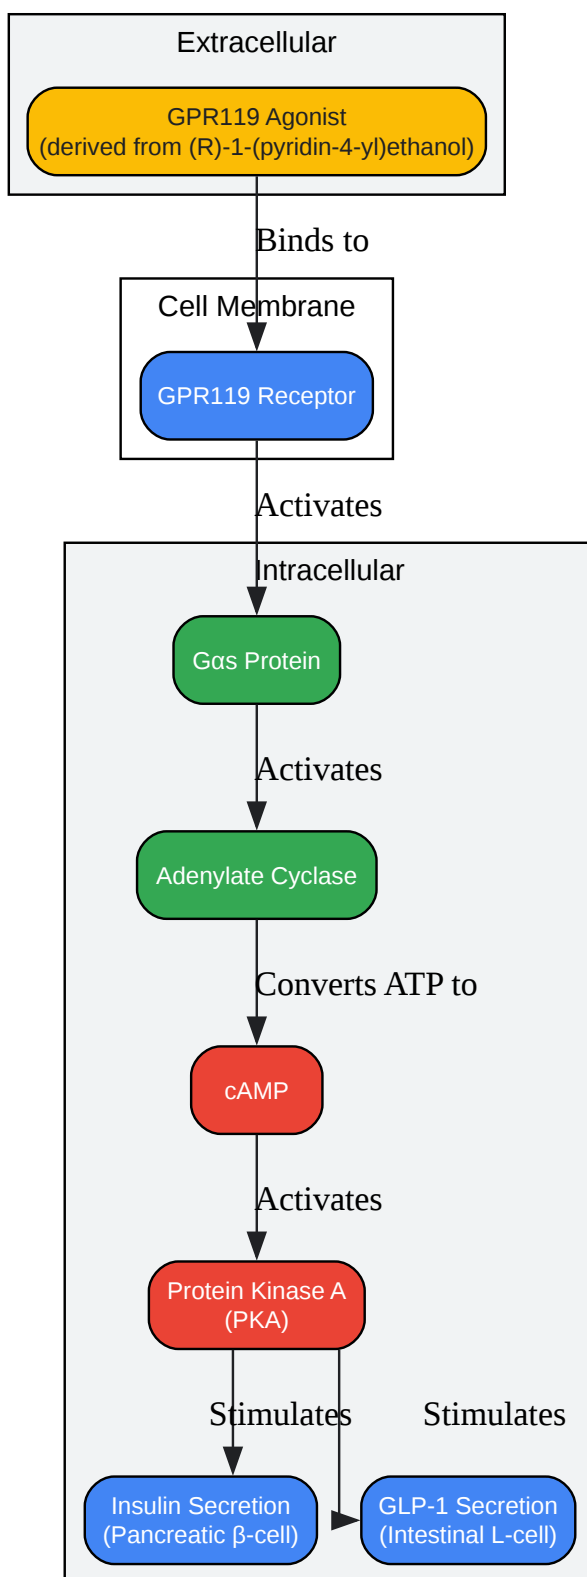 Extracellular
GPR119 Agonist
(derived from (R)-1-(pyridin-4-yl)ethanol)
Binds to
Cell Membrane
GPR119 Receptor
Activates
Intracellular
Gαs Protein
Activates
Adenylate Cyclase
Converts ATP to
cAMP
Activates
Protein Kinase A
(PKA)
Stimulates
Stimulates
Insulin Secretion
(Pancreatic β-cell)
GLP-1 Secretion
(Intestinal L-cell)